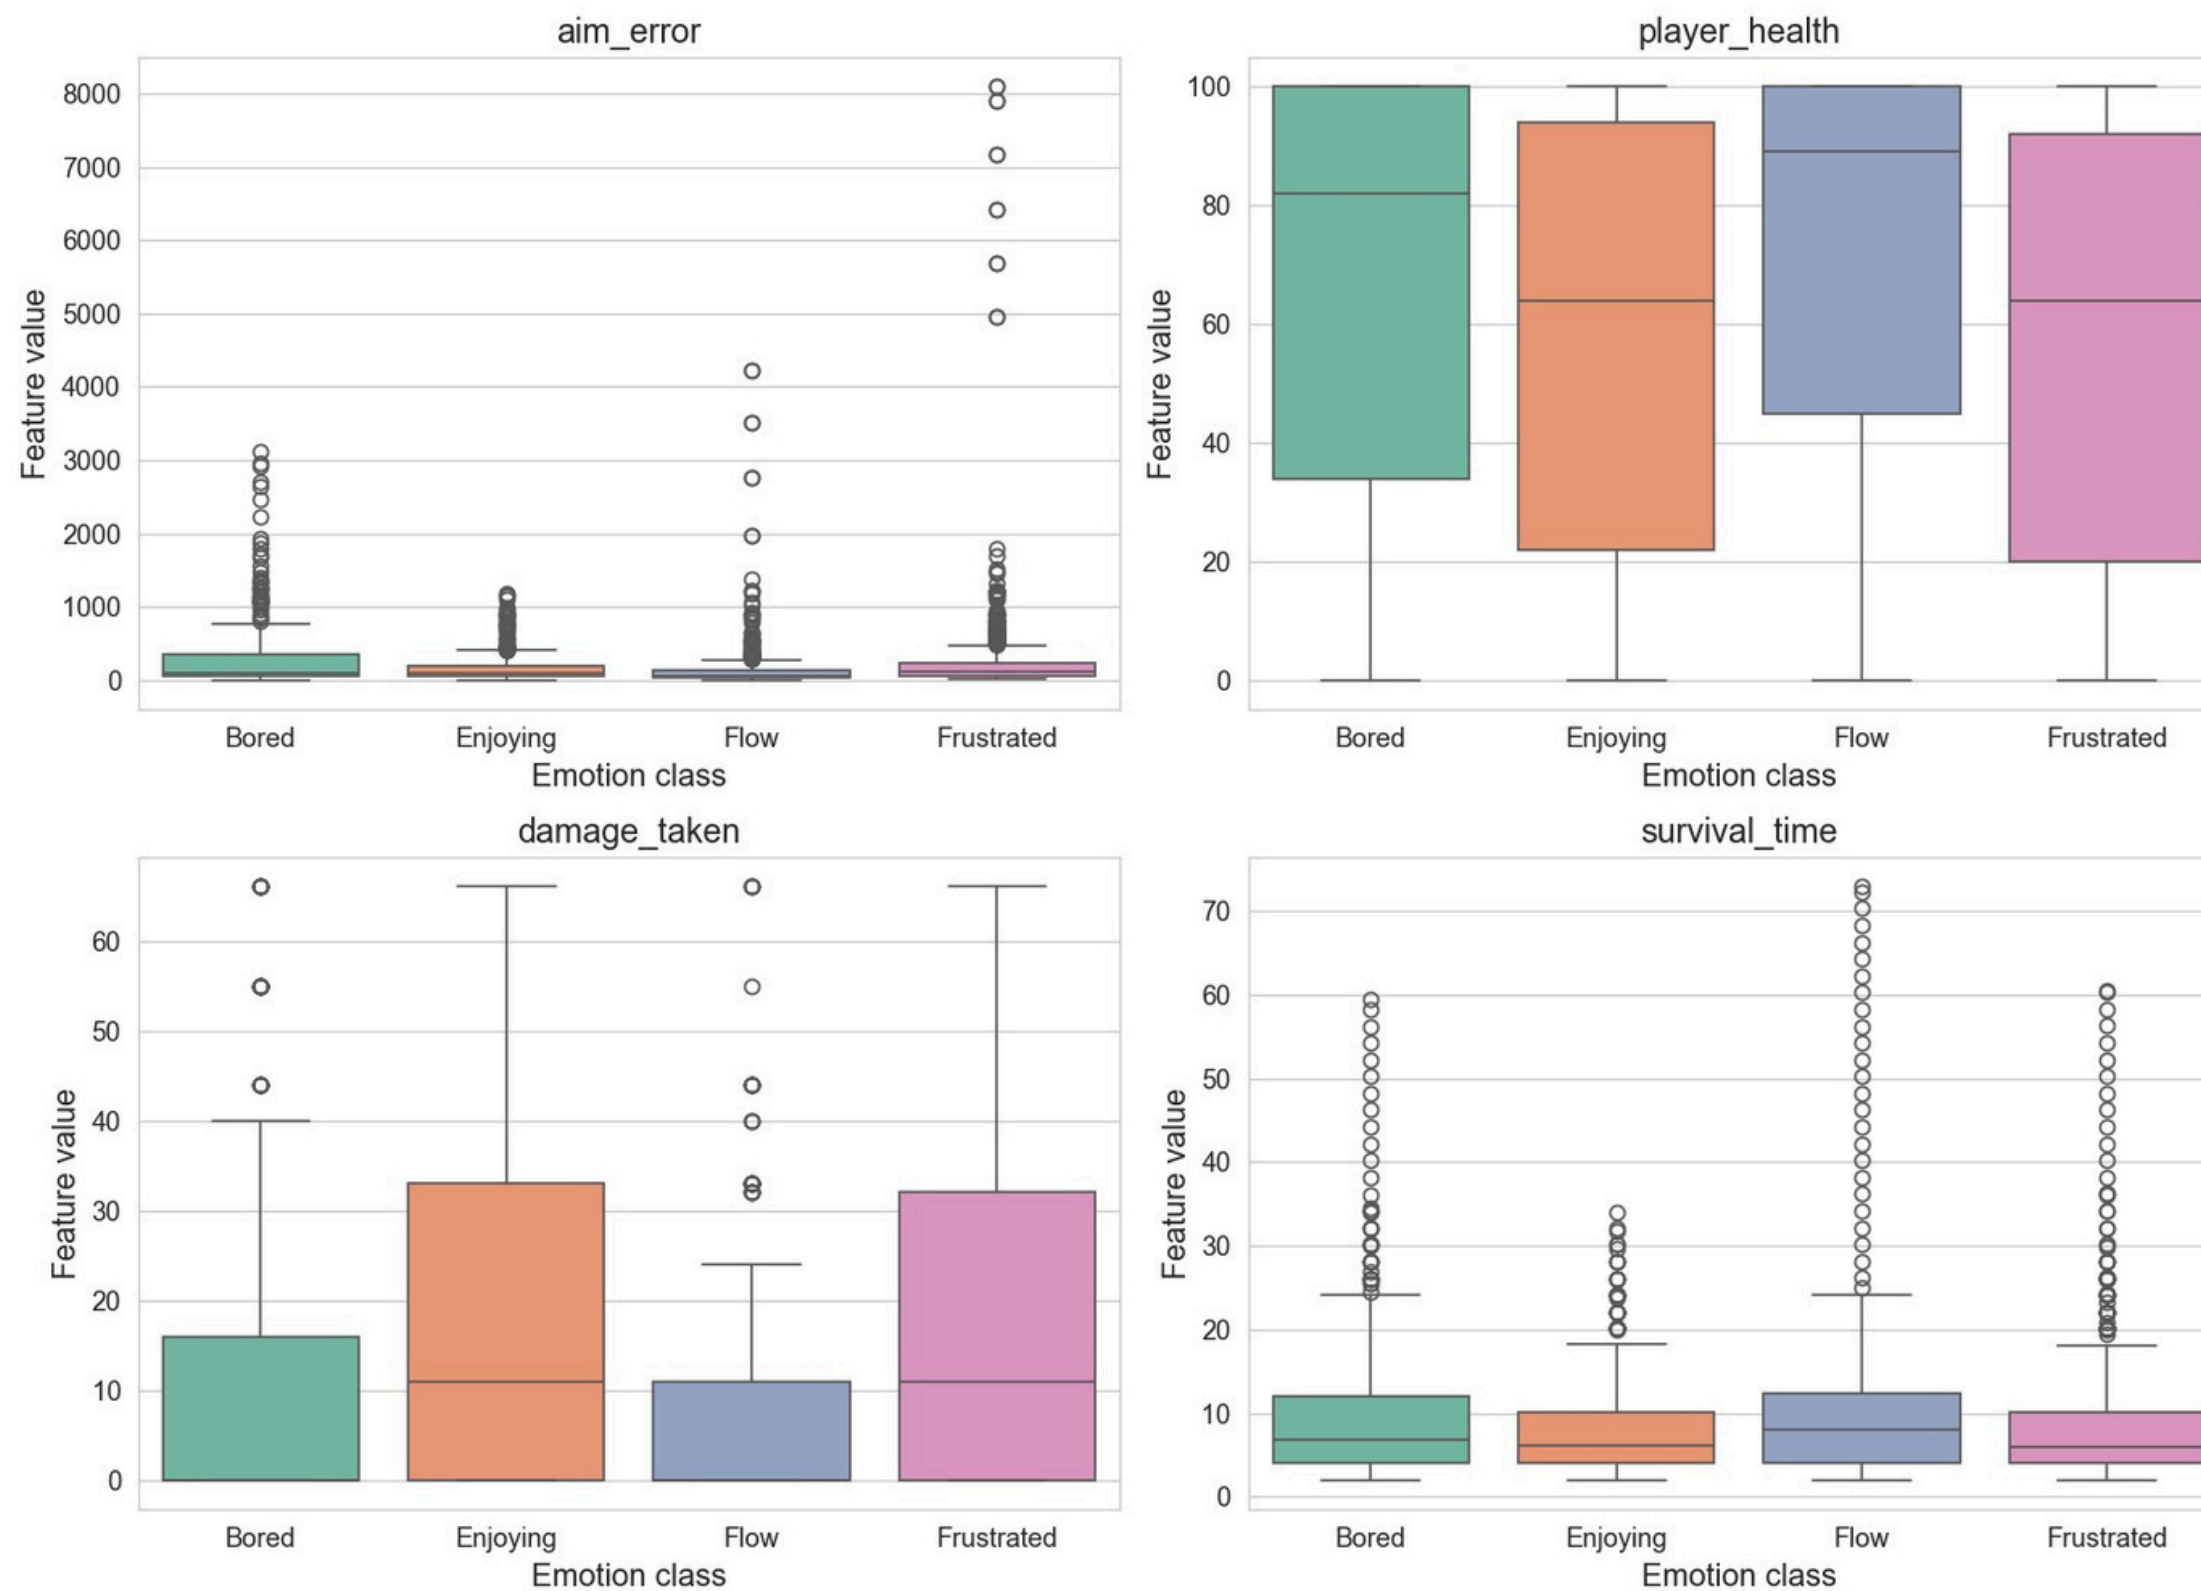 aim_error
Feature value
8000
7000
6000
5000
4000
3000
2000
1000
0
Bored Enjoying Flow Frustrated
Emotion class
player_health
Feature value
100
80
60
40
20
0
Bored Enjoying Flow Frustrated
Emotion class
damage_taken
Feature value
60
50
40
30
20
10
0
Bored Enjoying Flow Frustrated
Emotion class
survival_time
Feature value
70
60
50
40
30
20
10
0
Bored Enjoying Flow Frustrated
Emotion class